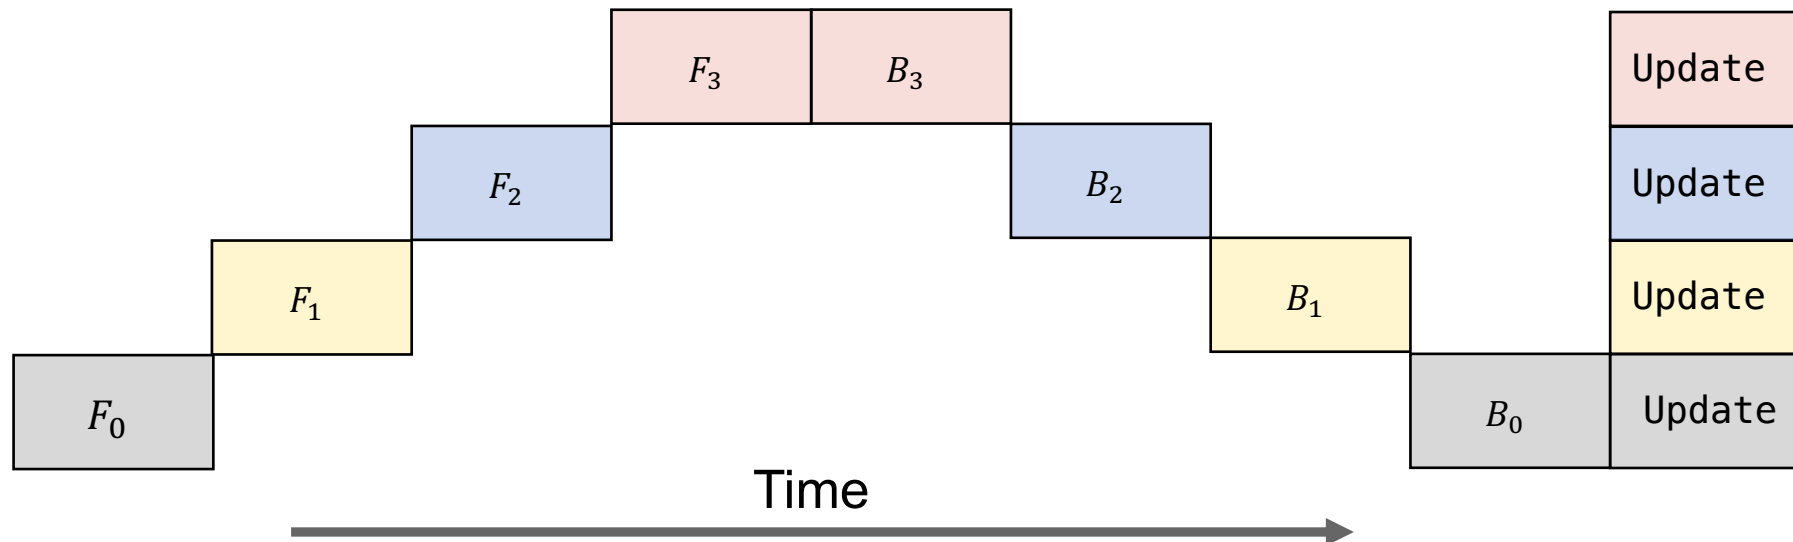 F₃ B₃ Update
F₂ B₂ Update
F₁ B₁ Update
F₀ B₀ Update
Time